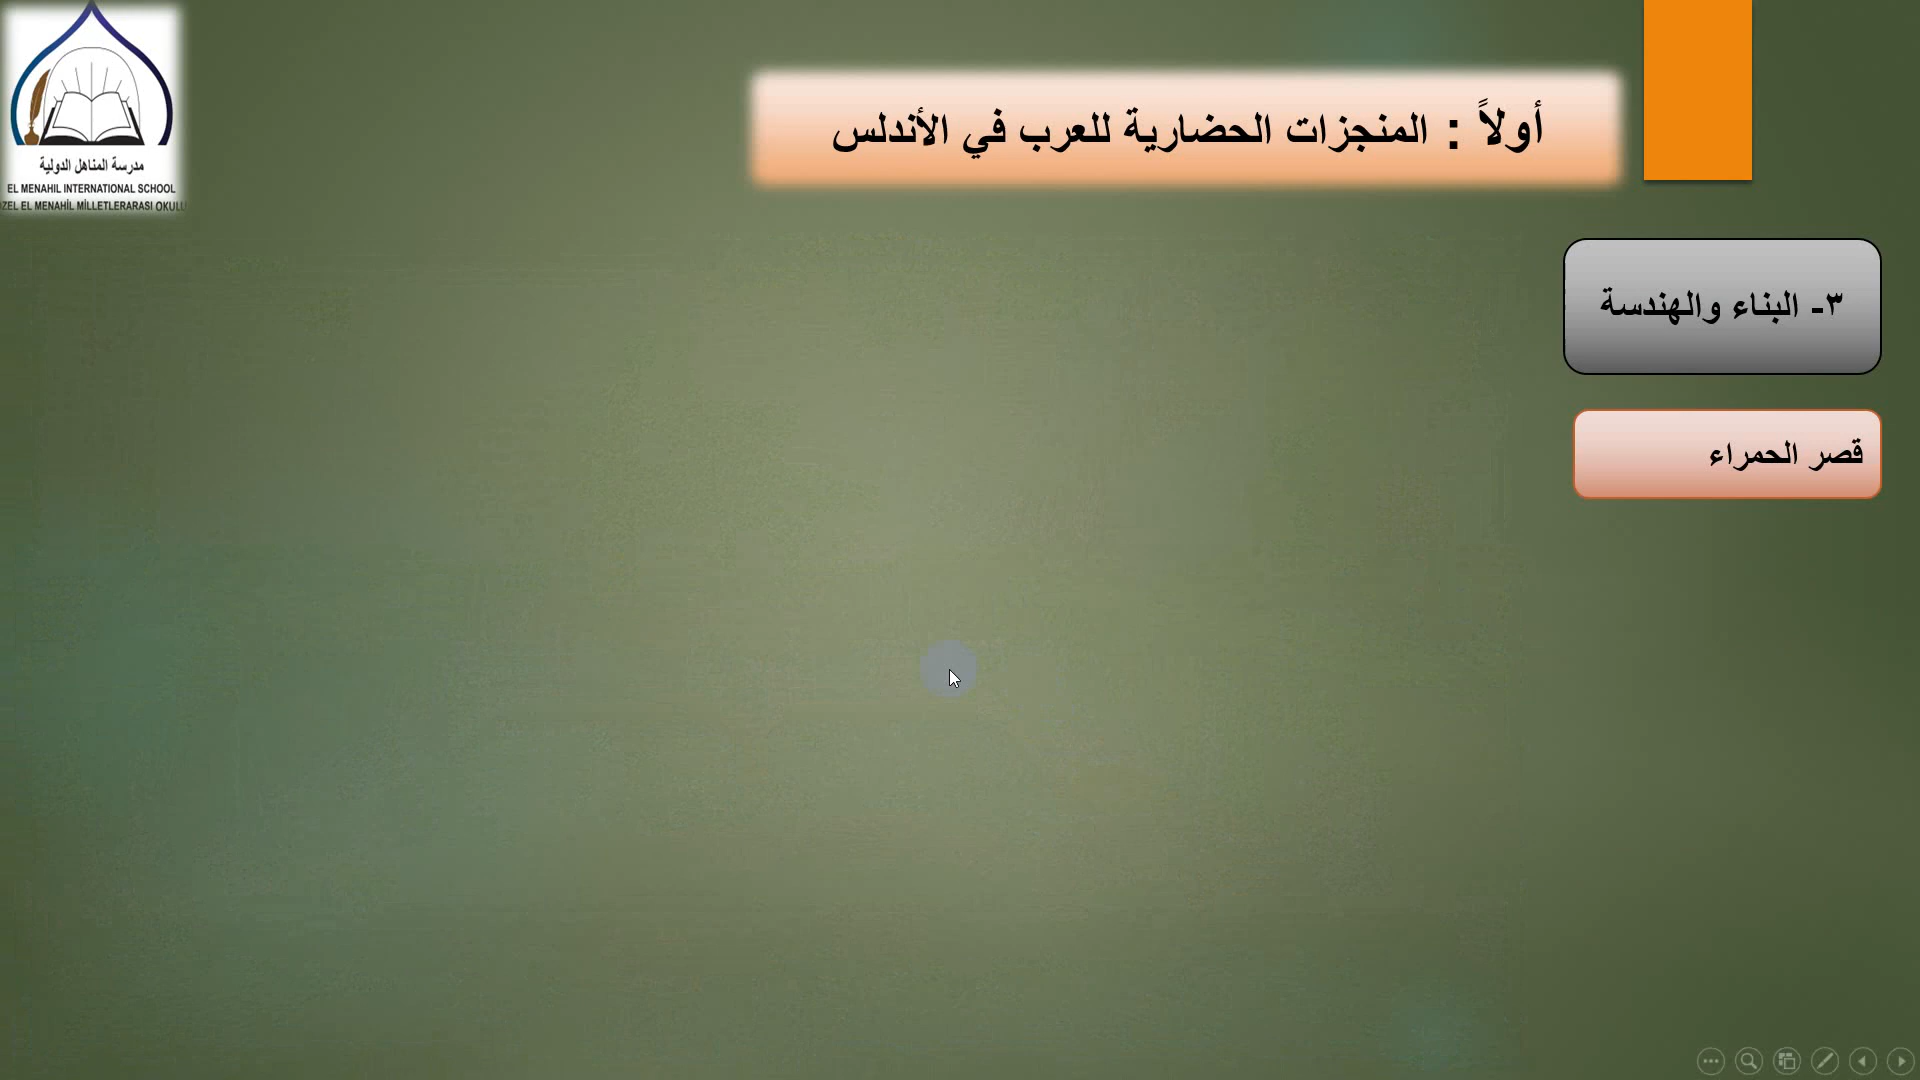 مدرسة المناهل الدولية
EL MENAHIL INTERNATIONAL SCHOOL
ZEL EL MENAHİL MİLLETLERARASI OKULU
أولاً : المنجزات الحضارية للعرب في الأندلس
٣- البناء والهندسة
قصر الحمراء